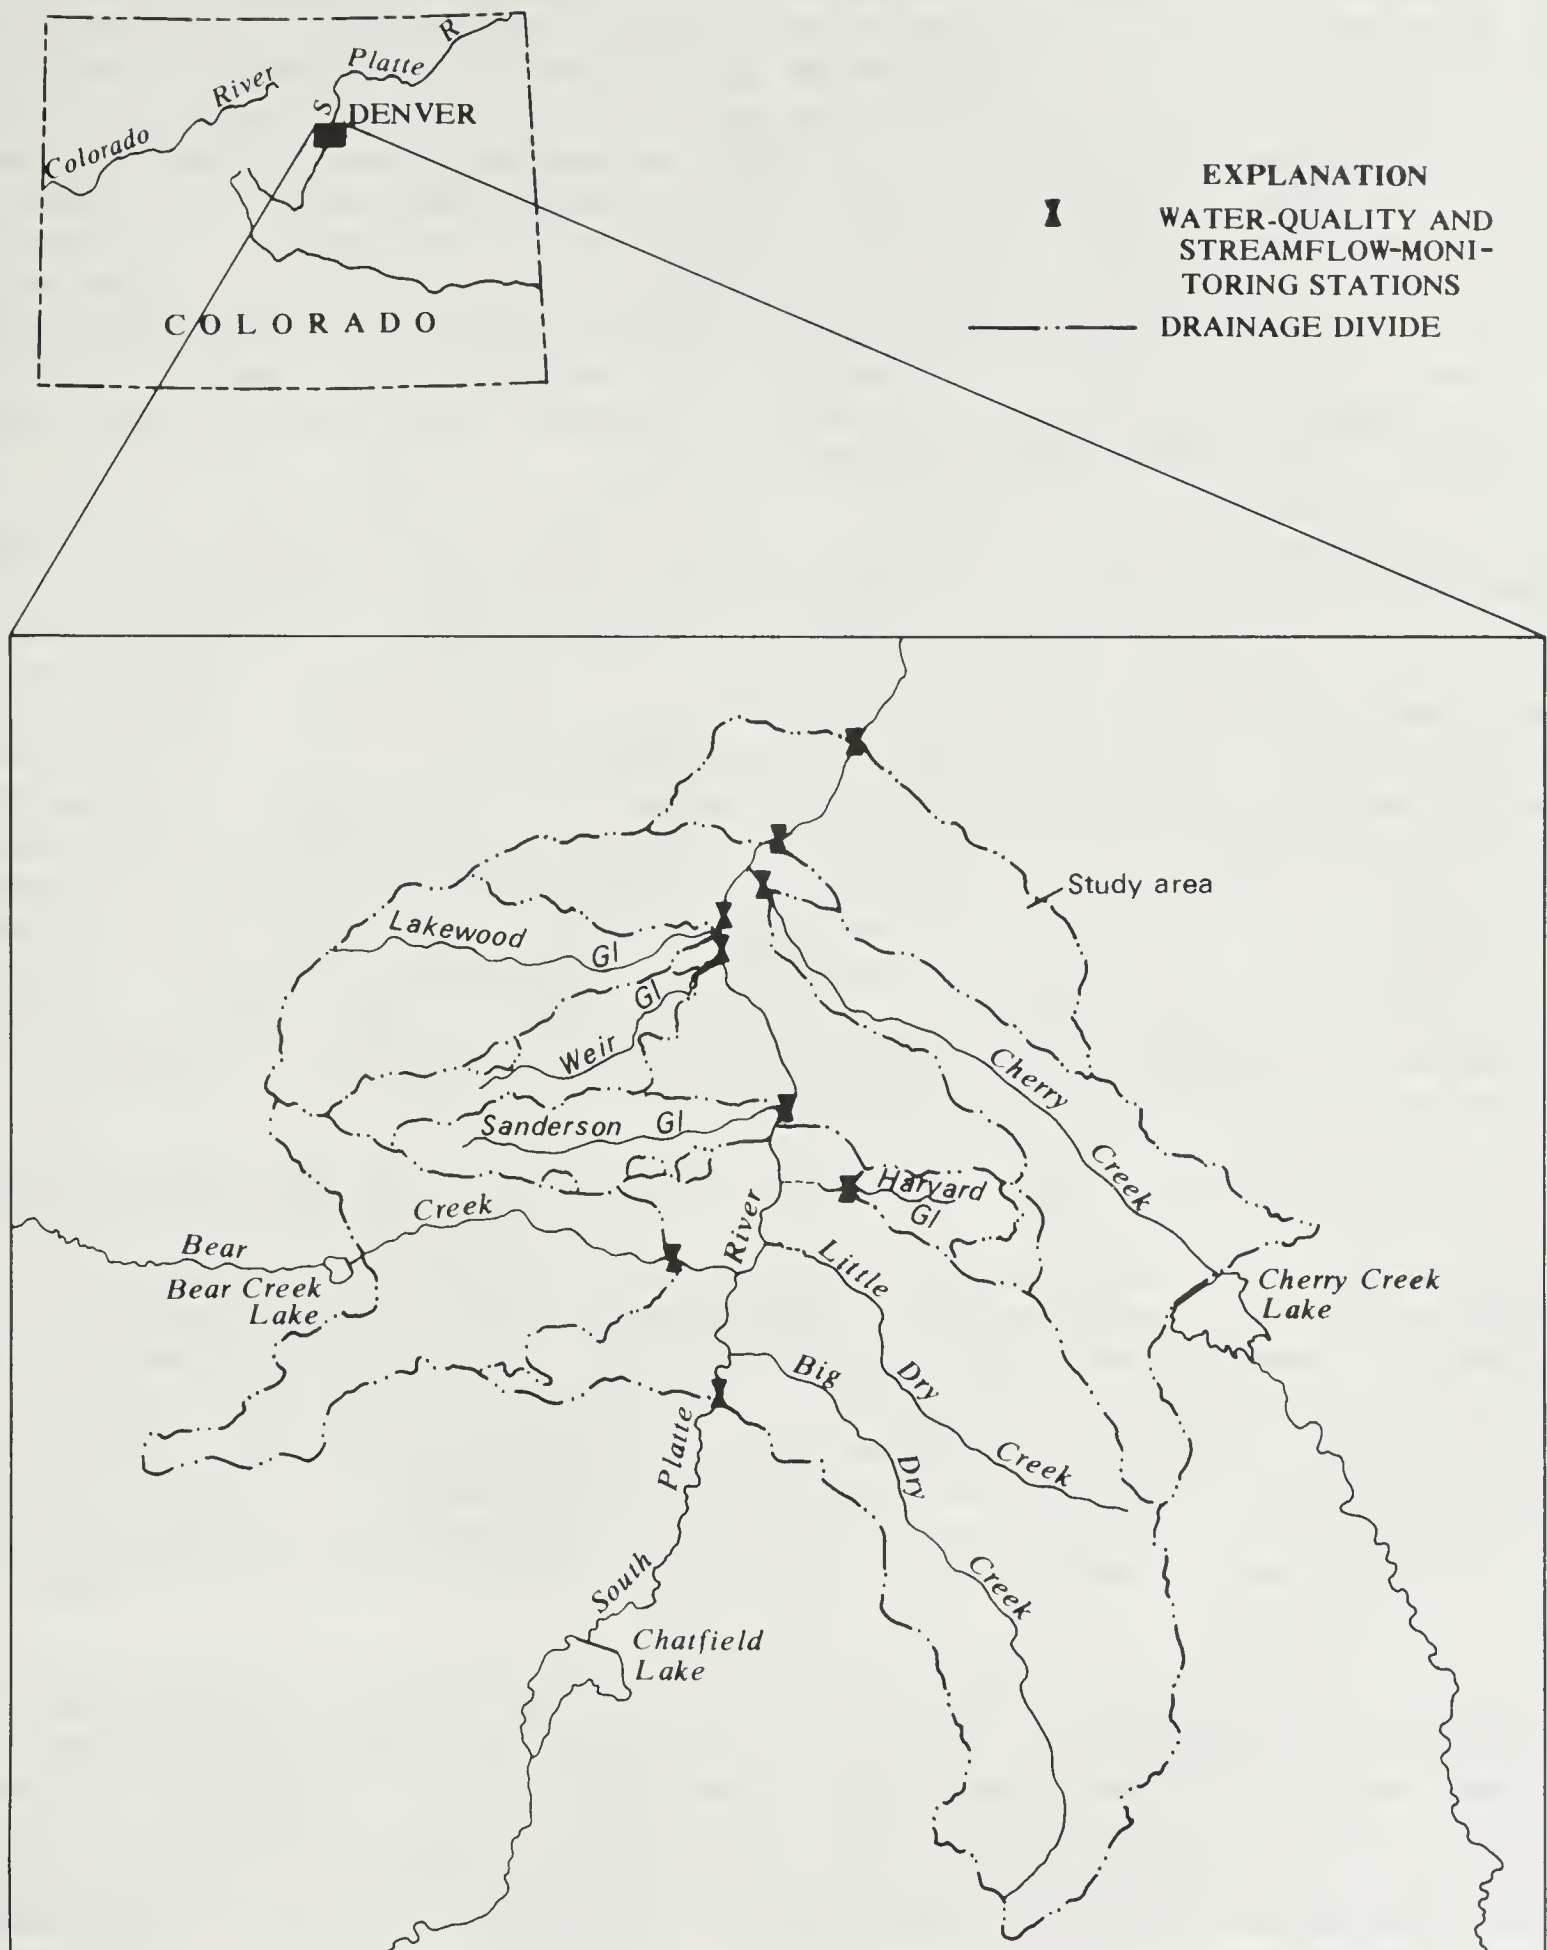 S Platte R
Colorado River
DENVER
COLORADO
EXPLANATION
WATER-QUALITY AND
STREAMFLOW-MONI-
TORING STATIONS
DRAINAGE DIVIDE
Study area
Lakewood Gl
Weir Gl
Cherry Creek
Sanderson Gl
Harvard
Gl
Bear Creek
Bear Creek
Lake
Little Dry Creek
Cherry Creek
Lake
Big Dry Creek
South Platte River
Chatfield
Lake